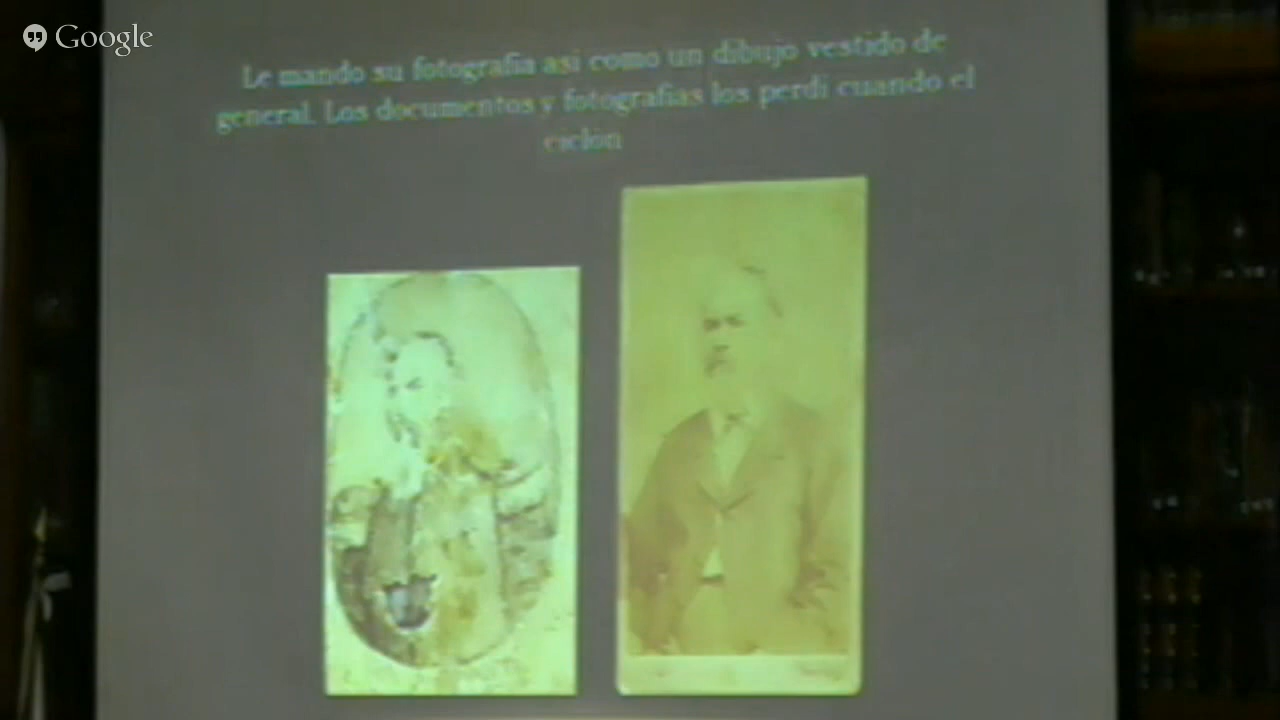 Google
Le mando su fotografia asi como un dibujo vestido de
general. Los documentos y fotografias los perdi cuando el
ciclón